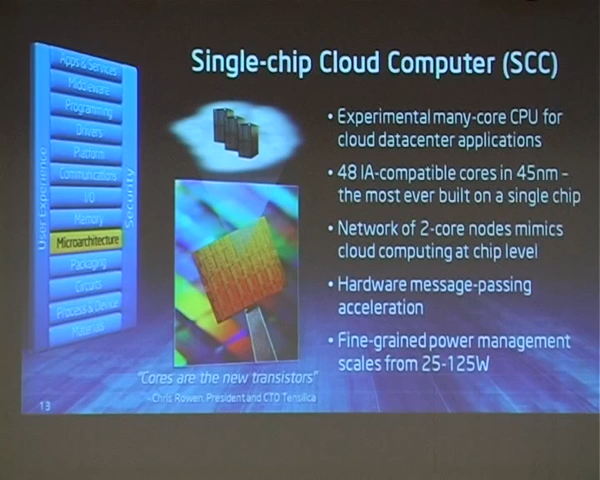 Single-chip Cloud Computer (SCC)
Apps & Services
Middleware
Programming
Drivers
Platform
Communications
I/O
Memory
Microarchitecture
Packaging
Circuits
Process & Device
Materials
User Experience
Security
• Experimental many-core CPU for
cloud datacenter applications
• 48 IA-compatible cores in 45nm –
the most ever built on a single chip
• Network of 2-core nodes mimics
cloud computing at chip level
• Hardware message-passing
acceleration
• Fine-grained power management
scales from 25-125W
"Cores are the new transistors"
–Chris Rowen, President and CTO Tensilica
13